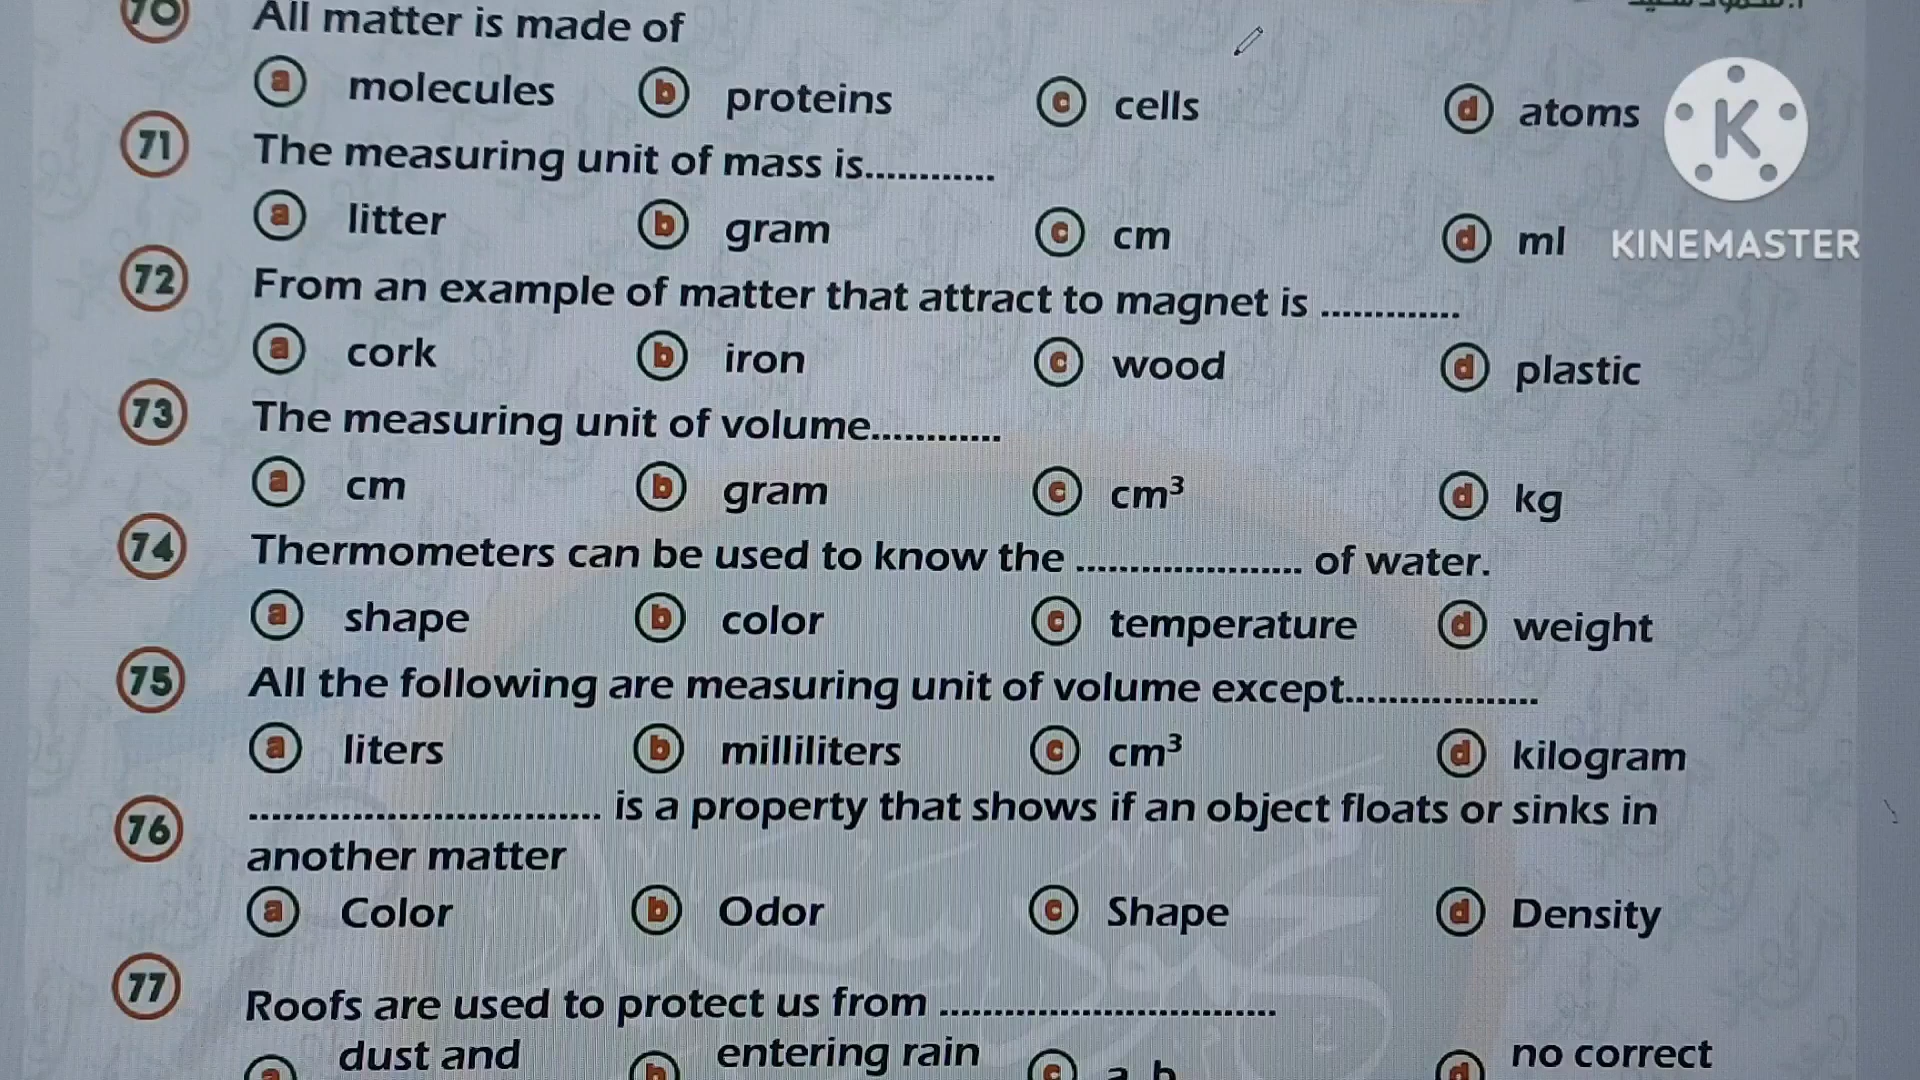 70 All matter is made of
a molecules b proteins c cells d atoms
71 The measuring unit of mass is............
a litter b gram c cm d ml
72 From an example of matter that attract to magnet is .............
a cork b iron c wood d plastic
73 The measuring unit of volume............
a cm b gram c cm³ d kg
74 Thermometers can be used to know the ..................... of water.
a shape b color c temperature d weight
75 All the following are measuring unit of volume except..................
a liters b milliliters c cm³ d kilogram
76 ................................. is a property that shows if an object floats or sinks in
another matter
a Color b Odor c Shape d Density
77 Roofs are used to protect us from ................................
a dust and b entering rain c a, b d no correct
K
KINEMASTER